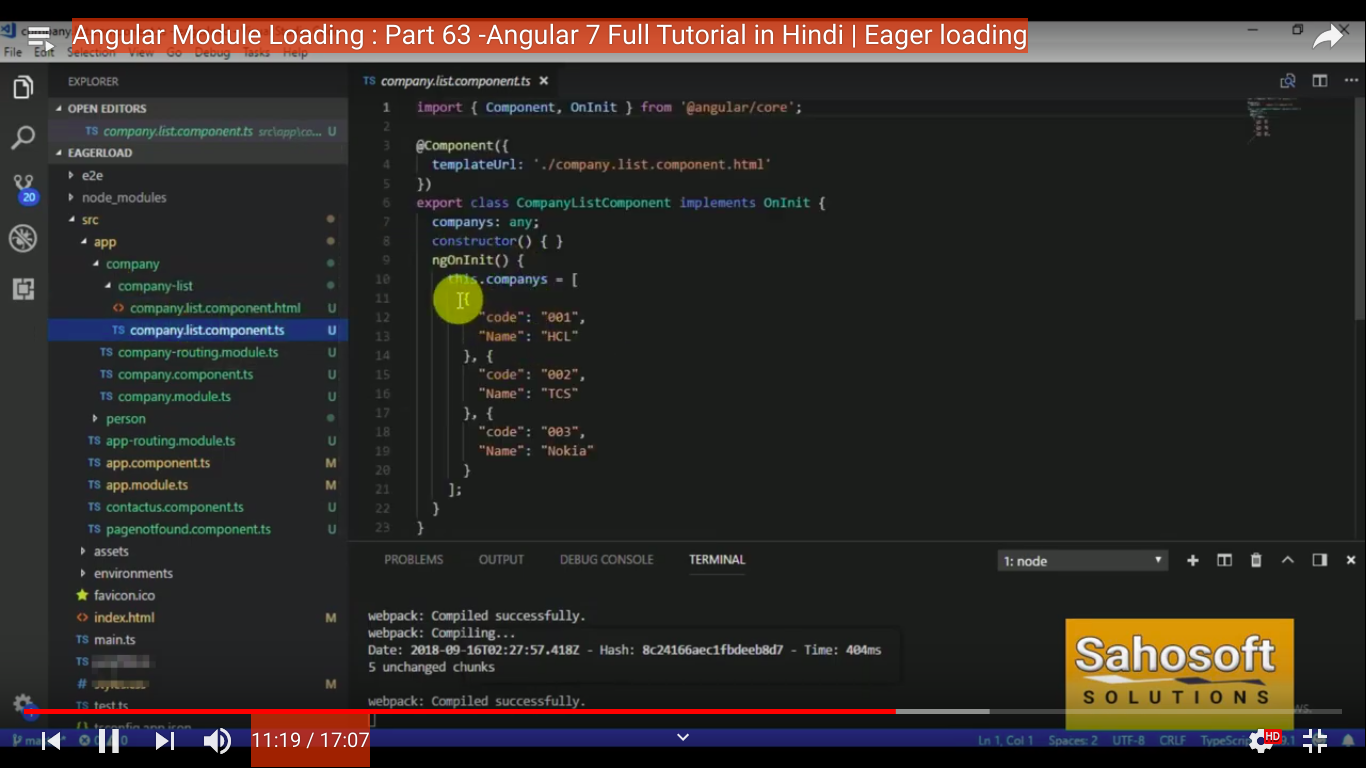 Angular Module Loading : Part 63 -Angular 7 Full Tutorial in Hindi | Eager loading
File Edit Selection View Go Debug Tasks Help
EXPLORER
OPEN EDITORS
TS company.list.component.ts src\app\co... U
EAGERLOAD
e2e
node_modules
src
app
company
company-list
<> company.list.component.html U
TS company.list.component.ts U
TS company-routing.module.ts U
TS company.component.ts U
TS company.module.ts U
person
TS app-routing.module.ts U
TS app.component.ts M
TS app.module.ts M
TS contactus.component.ts U
TS pagenotfound.component.ts U
assets
environments
favicon.ico
<> index.html M
TS main.ts
TS
# styles.css M
TS test.ts
{} tsconfig.app.json
20
TS company.list.component.ts
1 import { Component, OnInit } from '@angular/core';
2
3 @Component({
4 templateUrl: './company.list.component.html'
5 })
6 export class CompanyListComponent implements OnInit {
7 companys: any;
8 constructor() { }
9 ngOnInit() {
10 this.companys = [
11 {
12 "code": "001",
13 "Name": "HCL"
14 }, {
15 "code": "002",
16 "Name": "TCS"
17 }, {
18 "code": "003",
19 "Name": "Nokia"
20 }
21 ];
22 }
23 }
PROBLEMS OUTPUT DEBUG CONSOLE TERMINAL 1: node
webpack: Compiled successfully.
webpack: Compiling...
Date: 2018-09-16T02:27:57.418Z - Hash: 8c24166aec1fbdeeb8d7 - Time: 404ms
5 unchanged chunks
webpack: Compiled successfully.
Sahosoft
SOLUTIONS
11:19 / 17:07
Ln 1, Col 1 Spaces: 2 UTF-8 CRLF HD